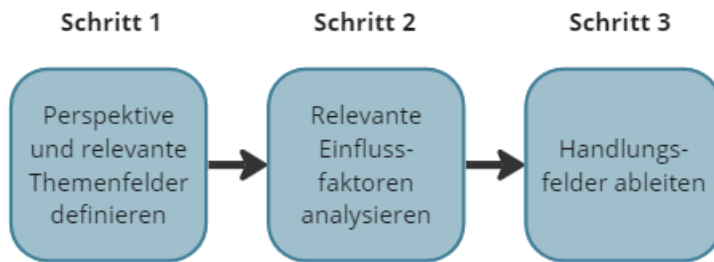 Schritt 1
Schritt 2
Schritt 3
Perspektive
und relevante
Themenfelder
definieren
Relevante
Einfluss-
faktoren
analysieren
Handlungs-
felder ableiten